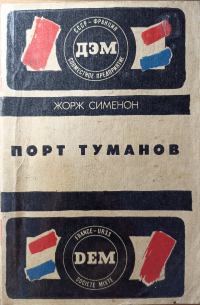 СССР - ФРАНЦИЯ
ДЭМ
СОВМЕСТНОЕ ПРЕДПРИЯТИЕ
ЖОРЖ СИМЕНОН
ПОРТ ТУМАНОВ
FRANCE - URSS
DEM
SOCIETE MIXTE